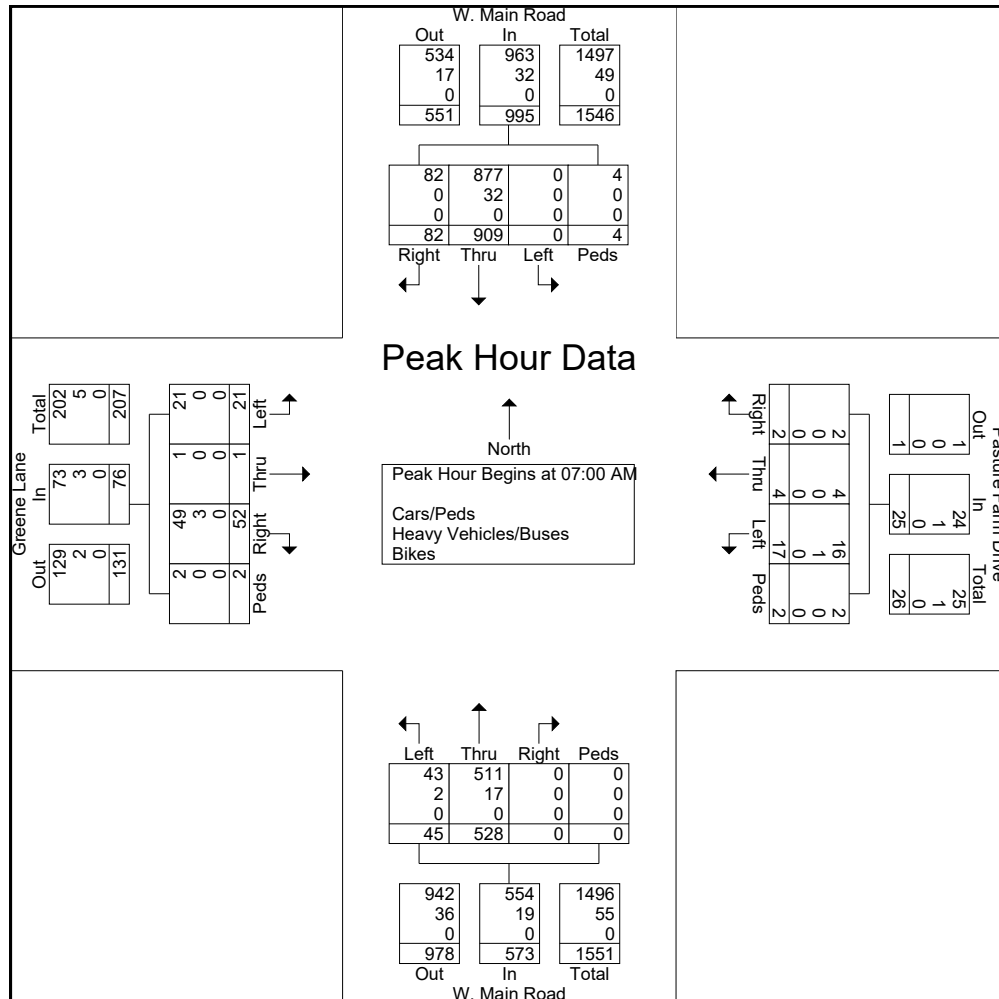 W. Main Road
Out In Total
534 963 1497
17 32 49
0 0 0
551 995 1546
82 877 0 4
0 32 0 0
0 0 0 0
82 909 0 4
Right Thru Left Peds
Peak Hour Data
North
Peak Hour Begins at 07:00 AM
Cars/Peds
Heavy Vehicles/Buses
Bikes
Greene Lane
Out In Total
129 73 202
2 3 5
0 0 0
131 76 207
21 1 49 2
0 0 3 0
0 0 0 0
21 1 52 2
Left Thru Right Peds
Pasture Farm Drive
Out In Total
1 24 25
0 1 1
0 0 0
1 25 26
2 4 16 2
0 0 1 0
0 0 0 0
2 4 17 2
Right Thru Left Peds
Left Thru Right Peds
43 511 0 0
2 17 0 0
0 0 0 0
45 528 0 0
942 554 1496
36 19 55
0 0 0
978 573 1551
Out In Total
W. Main Road